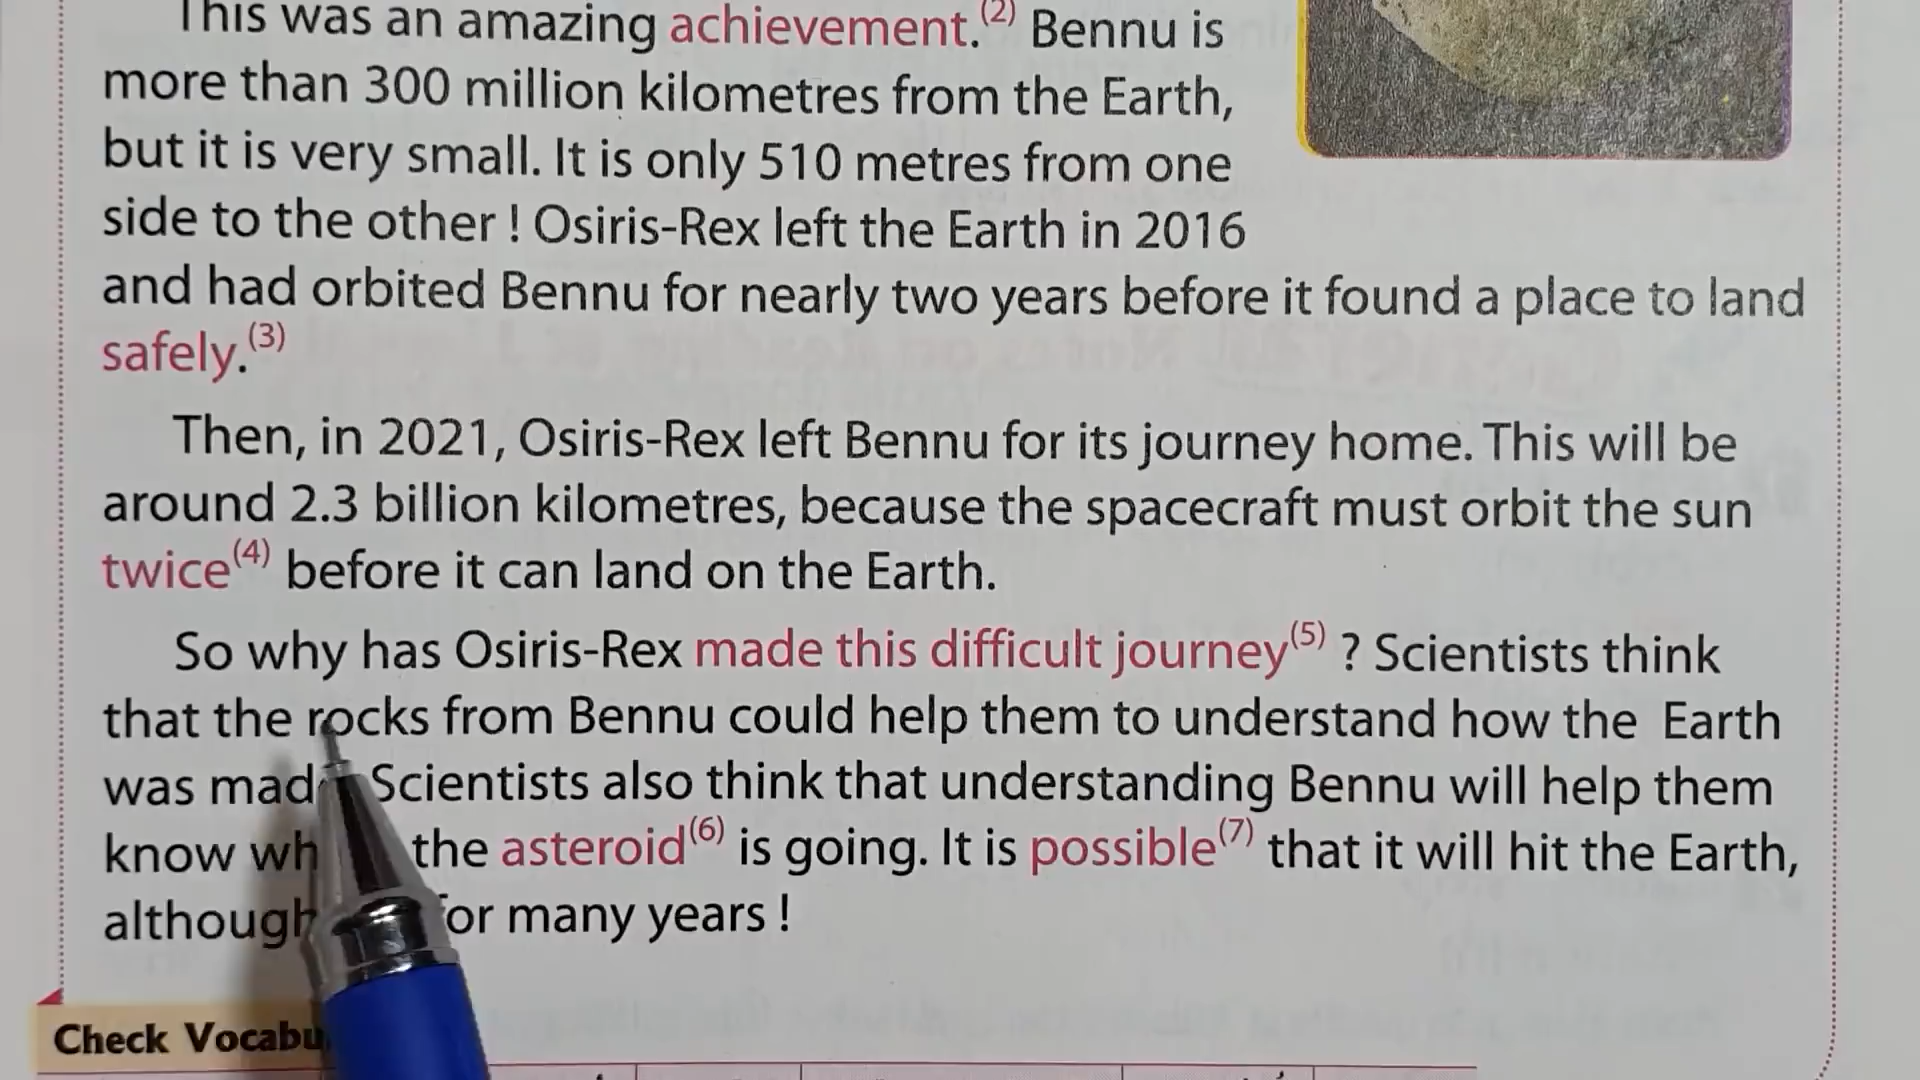 This was an amazing achievement.(2) Bennu is
more than 300 million kilometres from the Earth,
but it is very small. It is only 510 metres from one
side to the other ! Osiris-Rex left the Earth in 2016
and had orbited Bennu for nearly two years before it found a place to land
safely.(3)
Then, in 2021, Osiris-Rex left Bennu for its journey home. This will be
around 2.3 billion kilometres, because the spacecraft must orbit the sun
twice(4) before it can land on the Earth.
So why has Osiris-Rex made this difficult journey(5) ? Scientists think
that the rocks from Bennu could help them to understand how the Earth
was Scientists also think that understanding Bennu will help them
know the asteroid(6) is going. It is possible(7) that it will hit the Earth,
although for many years !
Check